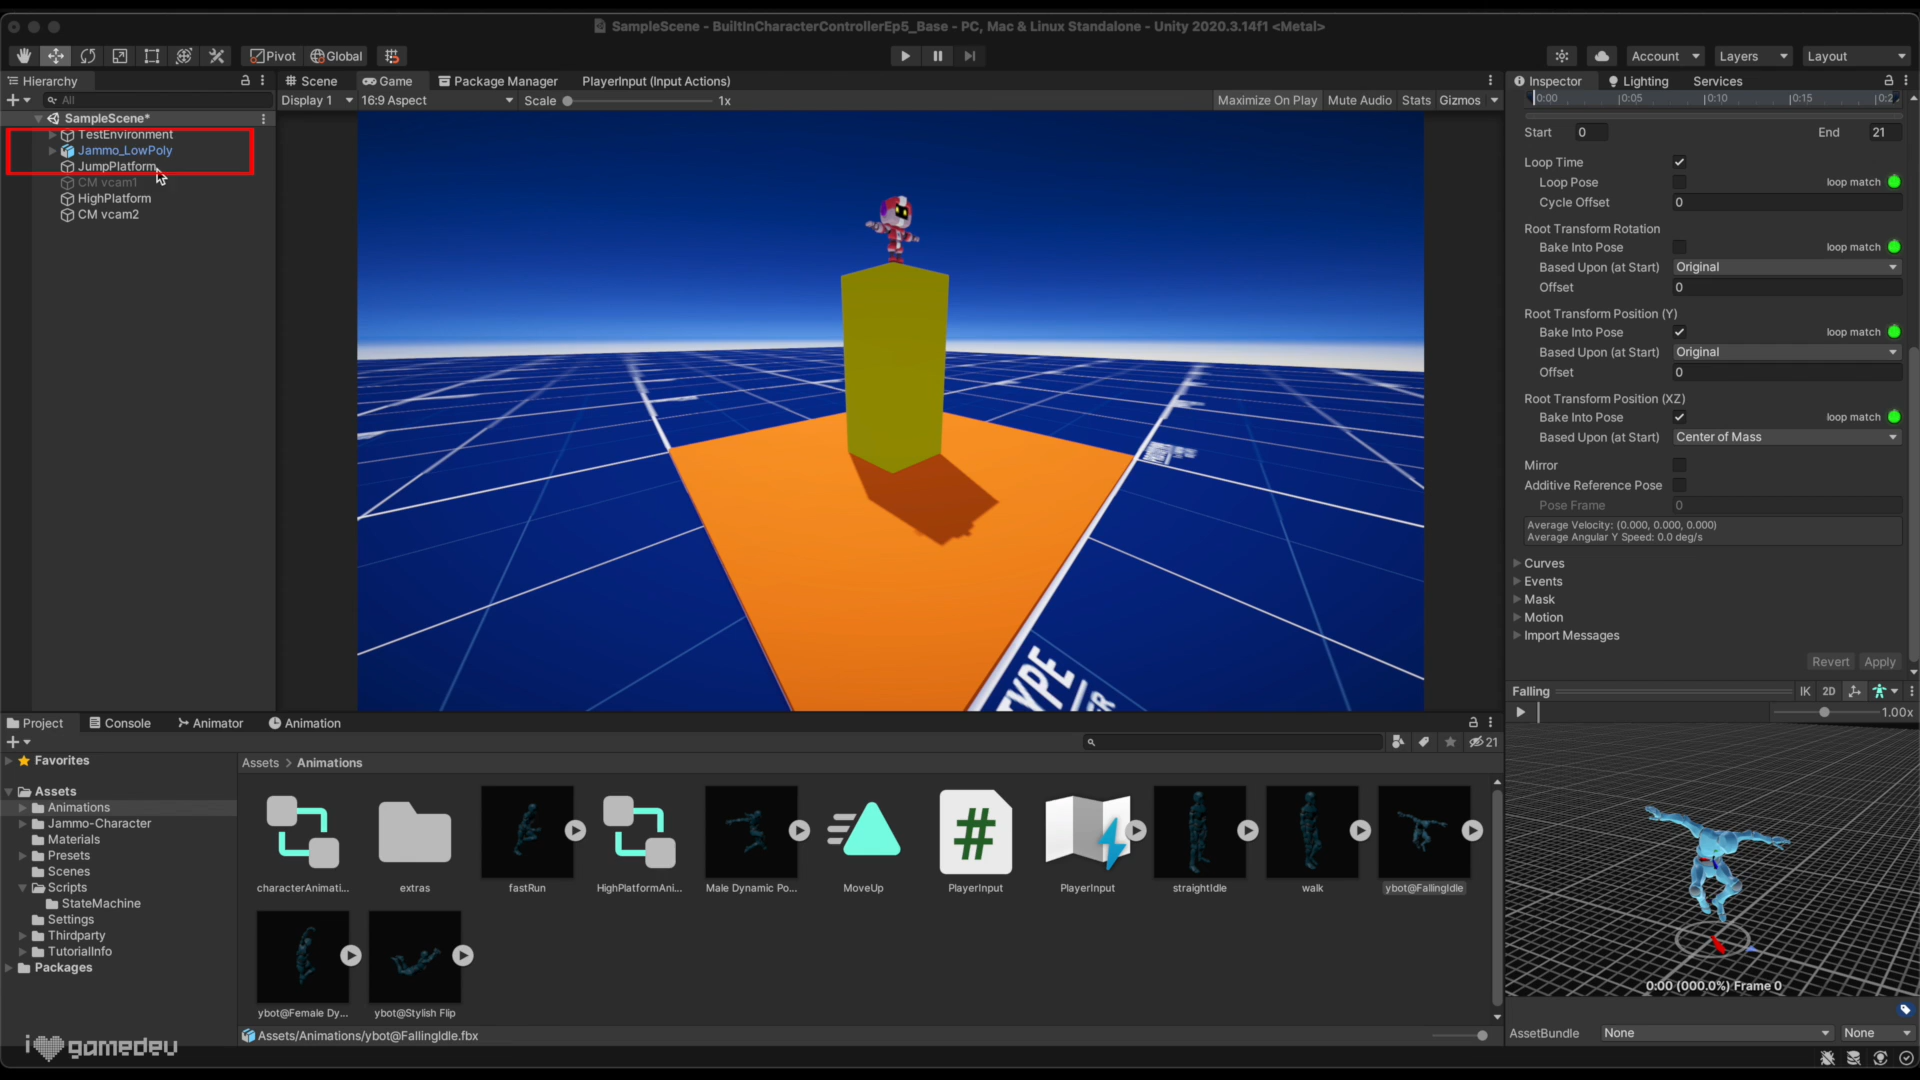 SampleScene - BuiltInCharacterControllerEp5_Base - PC, Mac & Linux Standalone - Unity 2020.3.14f1 <Metal>
Pivot Global Account Layers Layout
Hierarchy Scene Game Package Manager PlayerInput (Input Actions) Inspector Lighting Services
All Display 1 16:9 Aspect Scale 1x Maximize On Play Mute Audio Stats Gizmos
0:00 0:05 0:10 0:15
SampleScene*
TestEnvironment
Jammo_LowPoly
JumpPlatform
CM vcam1
HighPlatform
CM vcam2
Start 0 End 21
Loop Time
Loop Pose loop match
Cycle Offset 0
Root Transform Rotation
Bake Into Pose loop match
Based Upon (at Start) Original
Offset 0
Root Transform Position (Y)
Bake Into Pose loop match
Based Upon (at Start) Original
Offset 0
Root Transform Position (XZ)
Bake Into Pose loop match
Based Upon (at Start) Center of Mass
Mirror
Additive Reference Pose
Pose Frame 0
Average Velocity: (0.000, 0.000, 0.000)
Average Angular Y Speed: 0.0 deg/s
Curves
Events
Mask
Motion
Import Messages
Revert Apply
Falling IK 2D
1.00x
0:00 (000.0%) Frame 0
AssetBundle None None
Project Console Animator Animation
21
Favorites
Assets
Animations
Jammo-Character
Materials
Presets
Scenes
Scripts
StateMachine
Settings
Thirdparty
TutorialInfo
Packages
Assets > Animations
characterAnimati... extras fastRun HighPlatformAni... Male Dynamic Po... MoveUp PlayerInput PlayerInput straightIdle walk ybot@FallingIdle
ybot@Female Dy... ybot@Stylish Flip
Assets/Animations/ybot@FallingIdle.fbx
i gamedev